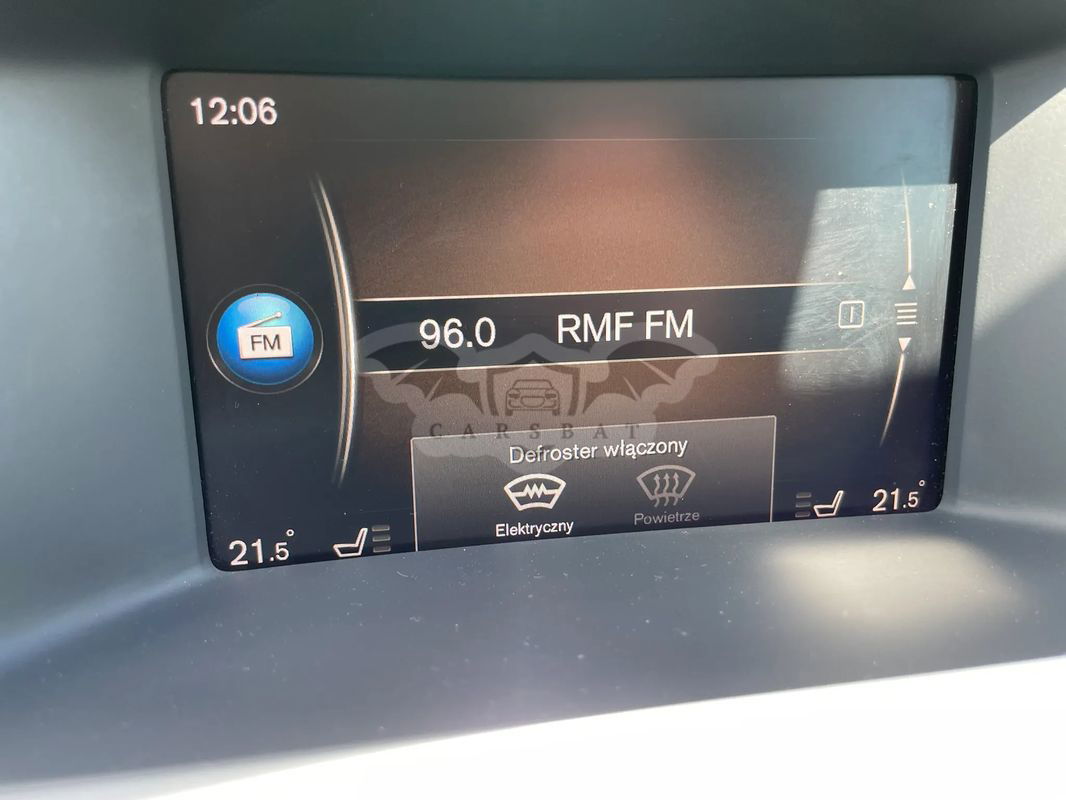 12:06
FM
96.0 RMF FM
CARSBAT
Defroster włączony
Elektryczny Powietrze
21.5° 21.5°